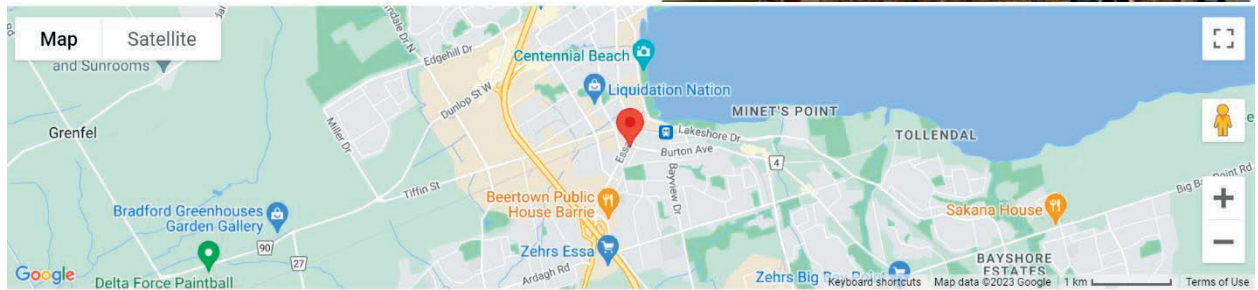 Map
Satellite
and Sunrooms
Edgehill Dr
Centennial Beach
Dunlop St W
Liquidation Nation
MINET'S POINT
Grenfel
Miller Dr
Lakeshore Dr
TOLLENDAL
Essa
Burton Ave
4
Bayview Dr
Tiffin St
Beertown Public
House Barrie
Bradford Greenhouses
Garden Gallery
Sakana House
90
27
Zehrs Essa
Ardagh Rd
BAYSHORE
ESTATES
Google
Delta Force Paintball
Zehrs Big
Keyboard shortcuts
Map data ©2023 Google
1 km
Terms of Use